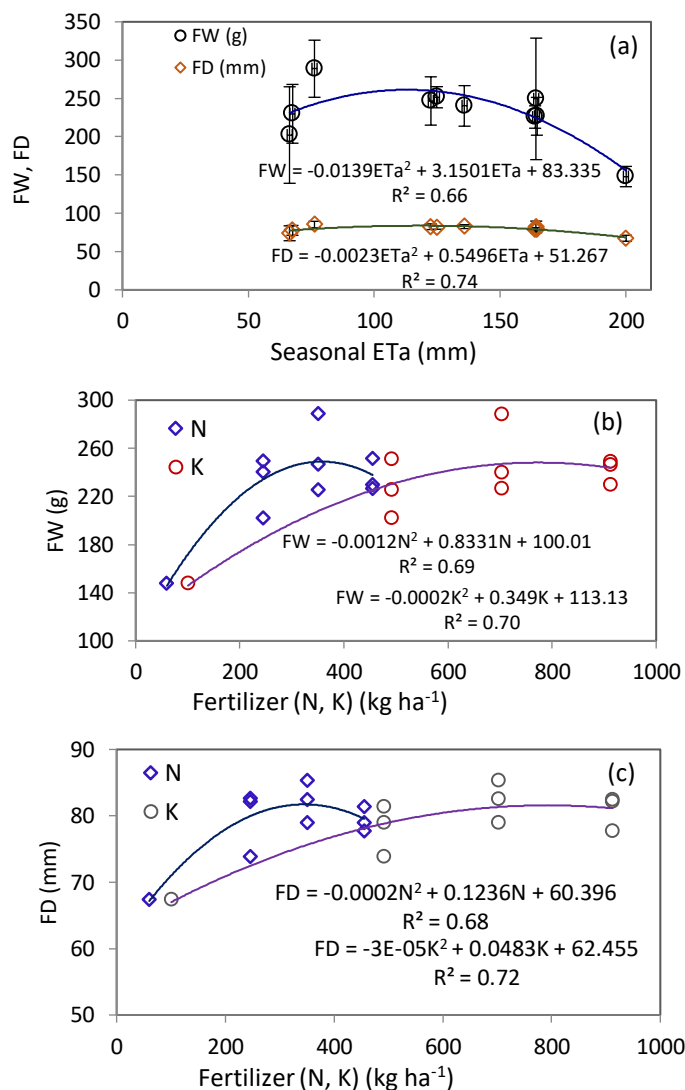 350
300
250
200
150
100
50
0
FW, FD
FW (g)
FD (mm)
(a)
FW = -0.0139ETa² + 3.1501ETa + 83.335
R² = 0.66
FD = -0.0023ETa² + 0.5496ETa + 51.267
R² = 0.74
0 50 100 150 200
Seasonal ETa (mm)
300
260
220
180
140
100
FW (g)
N
K
(b)
FW = -0.0012N² + 0.8331N + 100.01
R² = 0.69
FW = -0.0002K² + 0.349K + 113.13
R² = 0.70
0 200 400 600 800 1000
Fertilizer (N, K) (kg ha⁻¹)
90
80
70
60
50
FD (mm)
N
K
(c)
FD = -0.0002N² + 0.1236N + 60.396
R² = 0.68
FD = -3E-05K² + 0.0483K + 62.455
R² = 0.72
0 200 400 600 800 1000
Fertilizer (N, K) (kg ha⁻¹)